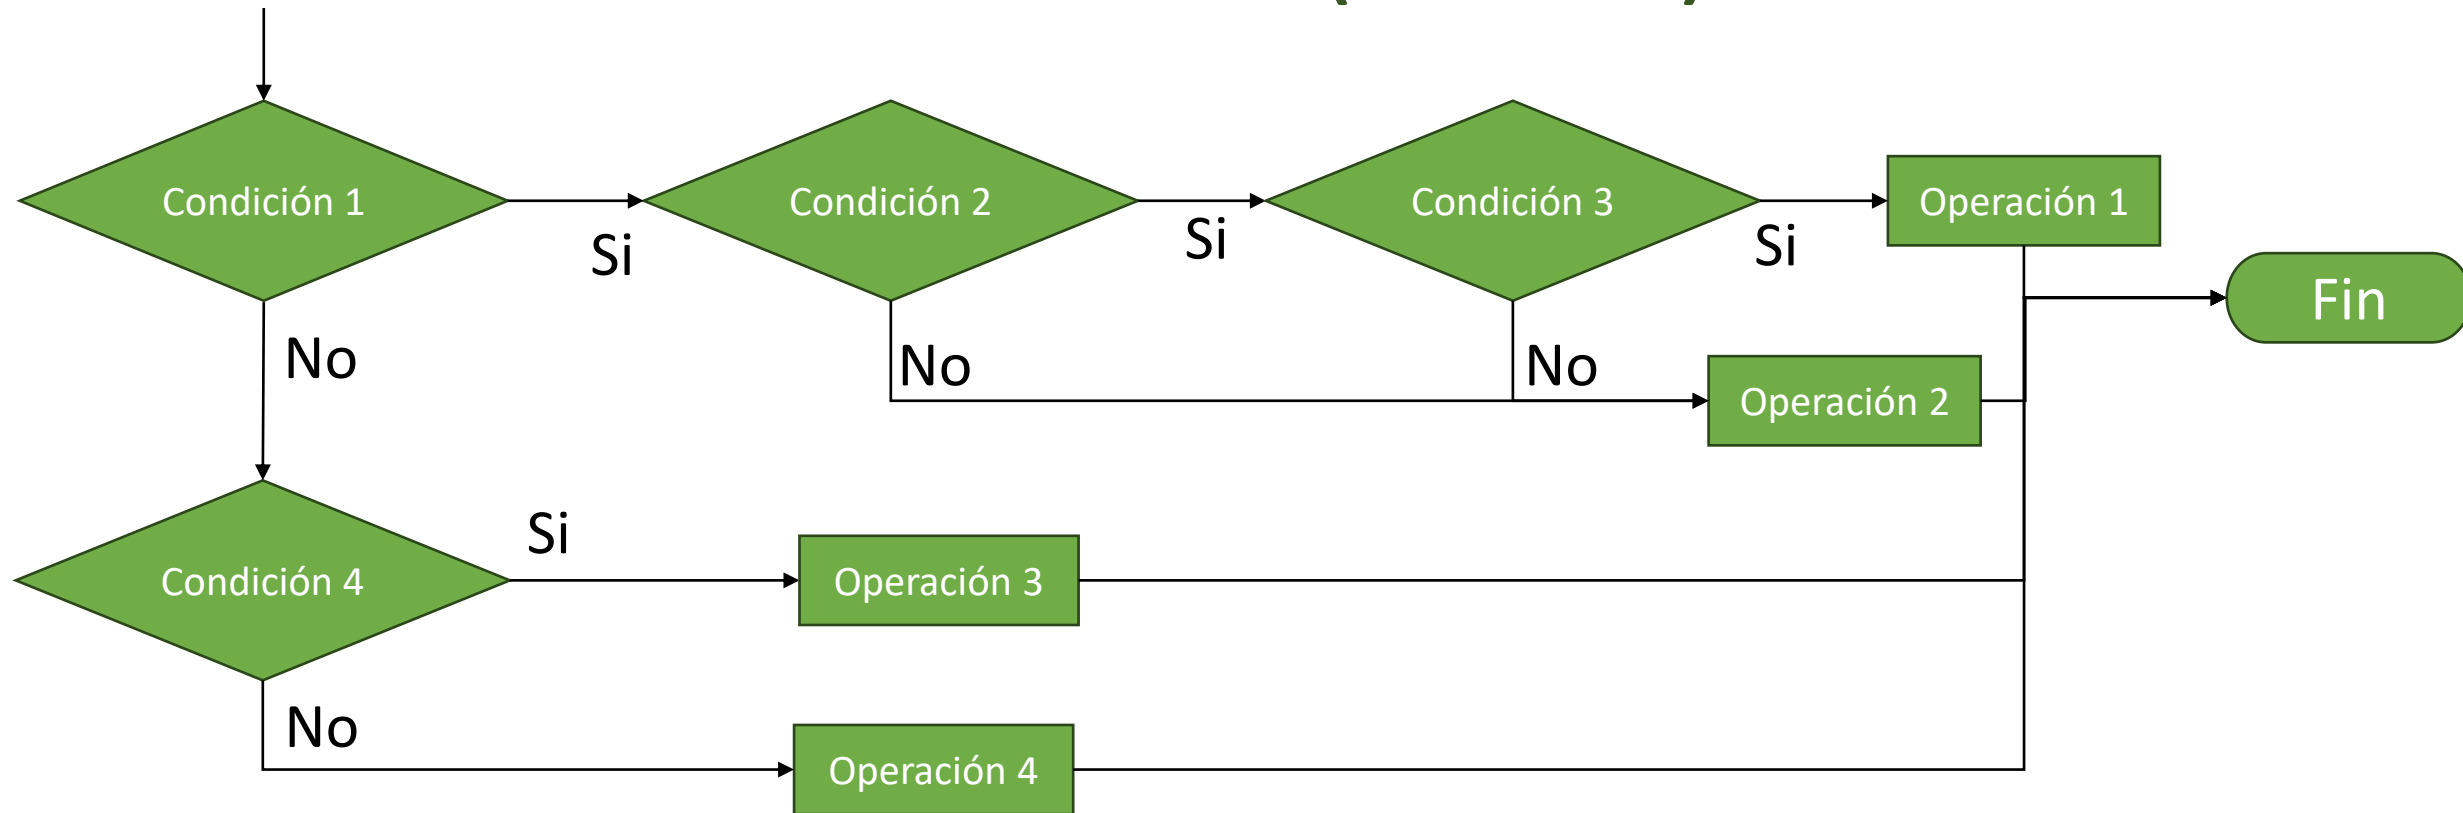 Condición 1
Si
Condición 2
Si
Condición 3
Si
Operación 1
Fin
No
No
No
Operación 2
Condición 4
Si
Operación 3
No
Operación 4